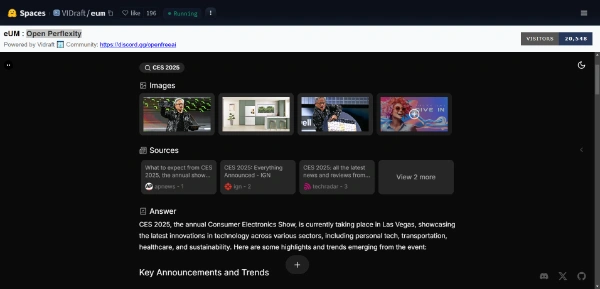 Spaces VIDraft/eum like 196 Running
eUM : Open Perflexity
Powered by Vidraft Community: https://discord.gg/openfreeai
VISITORS 20,548
CES 2025
Images
Sources
What to expect from CES 2025, the annual show...
apnews - 1
CES 2025: Everything Announced - IGN
ign - 2
CES 2025: all the latest news and reviews from...
techradar - 3
View 2 more
Answer
CES 2025, the annual Consumer Electronics Show, is currently taking place in Las Vegas, showcasing
the latest innovations in technology across various sectors, including personal tech, transportation,
healthcare, and sustainability. Here are some highlights and trends emerging from the event:
Key Announcements and Trends